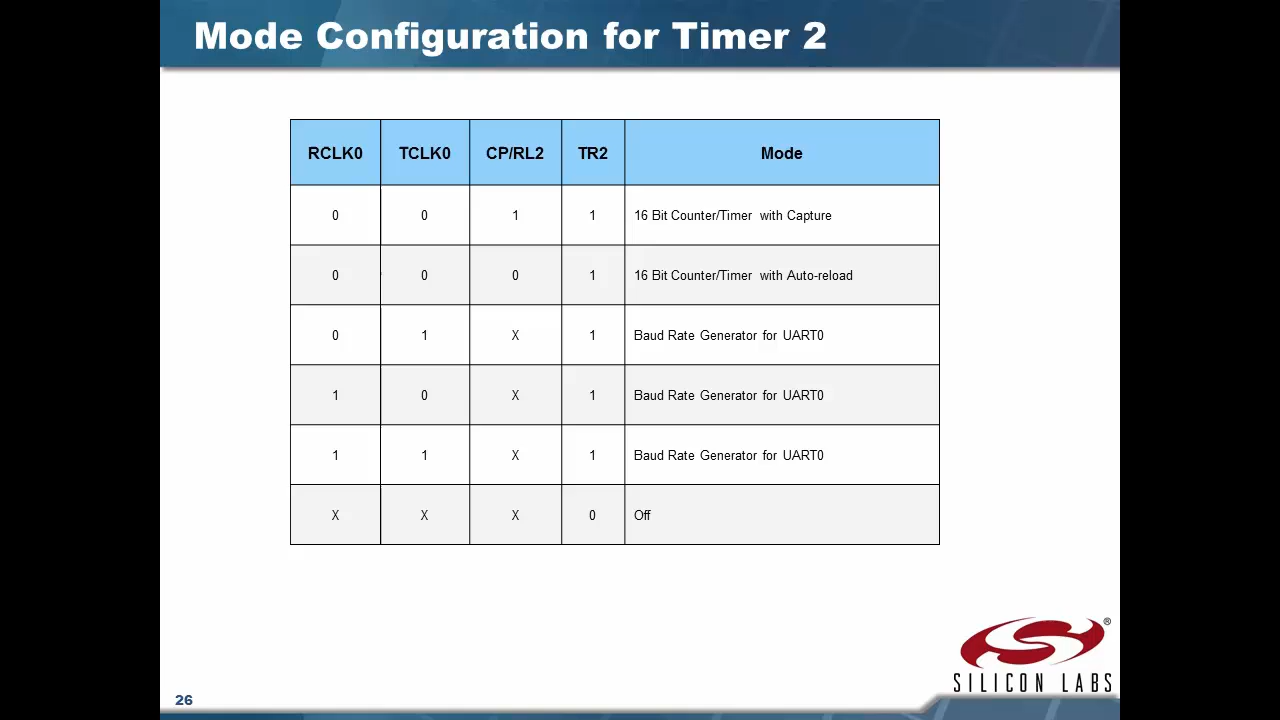 Mode Configuration for Timer 2
RCLK0 TCLK0 CP/RL2 TR2 Mode
0 0 1 1 16 Bit Counter/Timer with Capture
0 0 0 1 16 Bit Counter/Timer with Auto-reload
0 1 X 1 Baud Rate Generator for UART0
1 0 X 1 Baud Rate Generator for UART0
1 1 X 1 Baud Rate Generator for UART0
X X X 0 Off
®
SILICON LABS
26